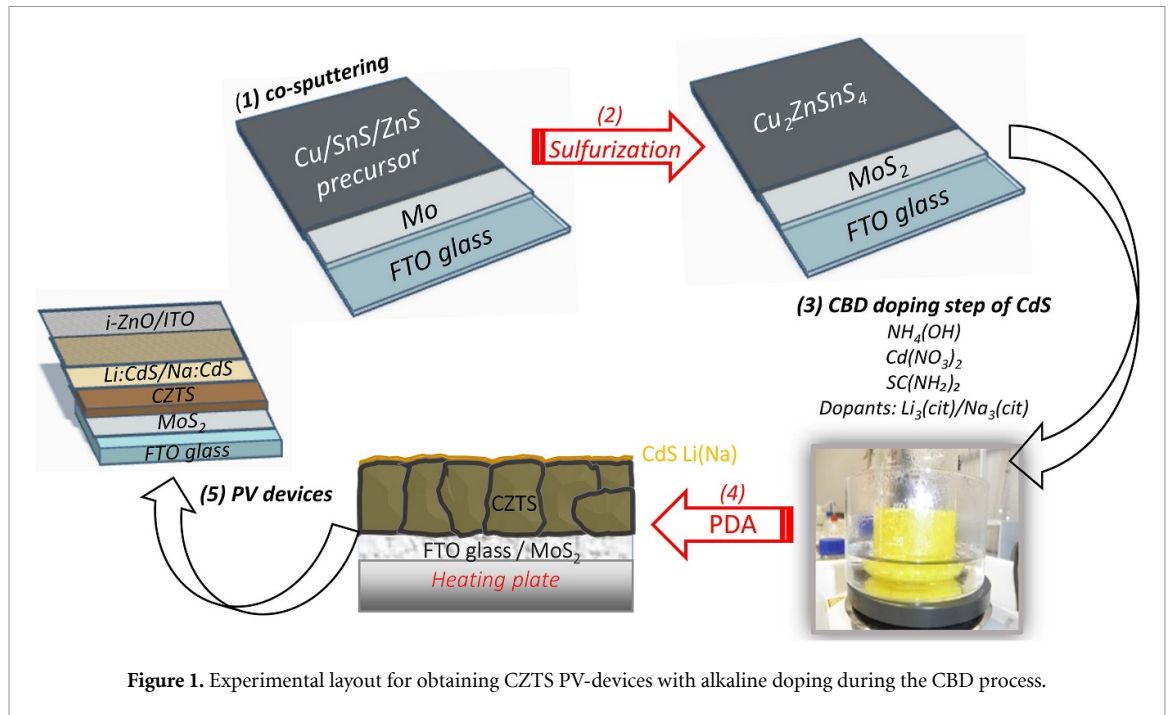 (1) co-sputtering
Cu/SnS/ZnS
precursor
Mo
FTO glass
(2)
Sulfurization
Cu₂ZnSnS₄
MoS₂
FTO glass
(3) CBD doping step of CdS
NH₄(OH)
Cd(NO₃)₂
SC(NH₂)₂
Dopants: Li₃(cit)/Na₃(cit)
(4)
PDA
CdS Li(Na)
CZTS
FTO glass / MoS₂
Heating plate
(5) PV devices
i-ZnO/ITO
Li:CdS/Na:CdS
CZTS
MoS₂
FTO glass
Figure 1. Experimental layout for obtaining CZTS PV-devices with alkaline doping during the CBD process.